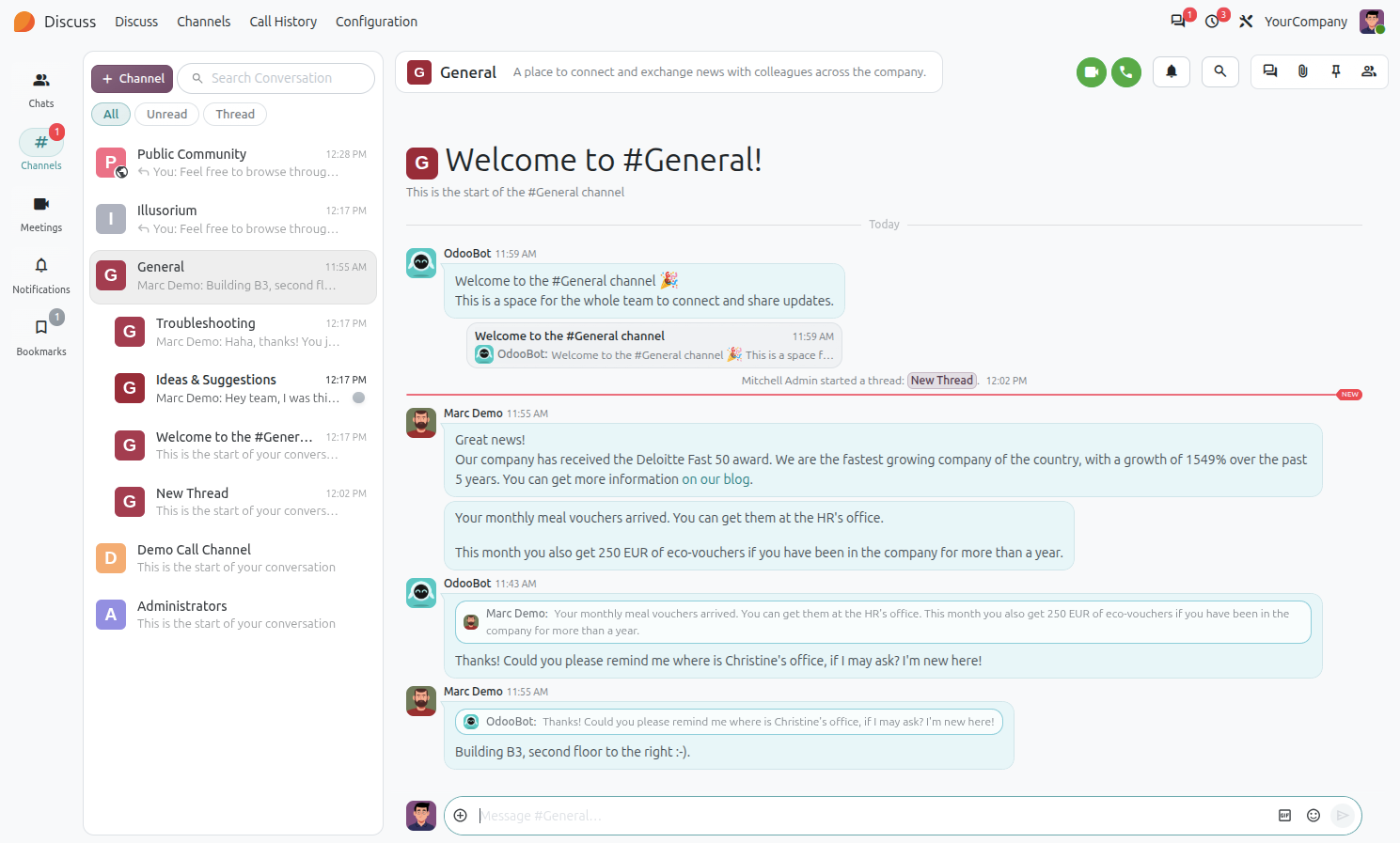 Discuss
Discuss
Channels
Call History
Configuration
1
3
YourCompany
Chats
1
Channels
Meetings
Notifications
1
Bookmarks
+ Channel
Search Conversation
All
Unread
Thread
P
Public Community
12:28 PM
You: Feel free to browse throug…
I
Illusorium
12:17 PM
You: Feel free to browse throug…
G
General
11:55 AM
Marc Demo: Building B3, second fl…
G
Troubleshooting
12:17 PM
Marc Demo: Haha, thanks! You j…
G
Ideas & Suggestions
12:17 PM
Marc Demo: Hey team, I was thi…
G
Welcome to the #Gener…
12:17 PM
This is the start of your convers…
G
New Thread
12:02 PM
This is the start of your convers…
D
Demo Call Channel
This is the start of your conversation
A
Administrators
This is the start of your conversation
G
General
A place to connect and exchange news with colleagues across the company.
G
Welcome to #General!
This is the start of the #General channel
Today
OdooBot 11:59 AM
Welcome to the #General channel 🎉
This is a space for the whole team to connect and share updates.
Welcome to the #General channel
11:59 AM
OdooBot: Welcome to the #General channel 🎉 This is a space f…
Mitchell Admin started a thread: New Thread. 12:02 PM
NEW
Marc Demo 11:55 AM
Great news!
Our company has received the Deloitte Fast 50 award. We are the fastest growing company of the country, with a growth of 1549% over the past
5 years. You can get more information on our blog.
Your monthly meal vouchers arrived. You can get them at the HR's office.
This month you also get 250 EUR of eco-vouchers if you have been in the company for more than a year.
OdooBot 11:43 AM
Marc Demo: Your monthly meal vouchers arrived. You can get them at the HR's office. This month you also get 250 EUR of eco-vouchers if you have been in the
company for more than a year.
Thanks! Could you please remind me where is Christine's office, if I may ask? I'm new here!
Marc Demo 11:55 AM
OdooBot: Thanks! Could you please remind me where is Christine's office, if I may ask? I'm new here!
Building B3, second floor to the right :-).
Message #General…
GIF